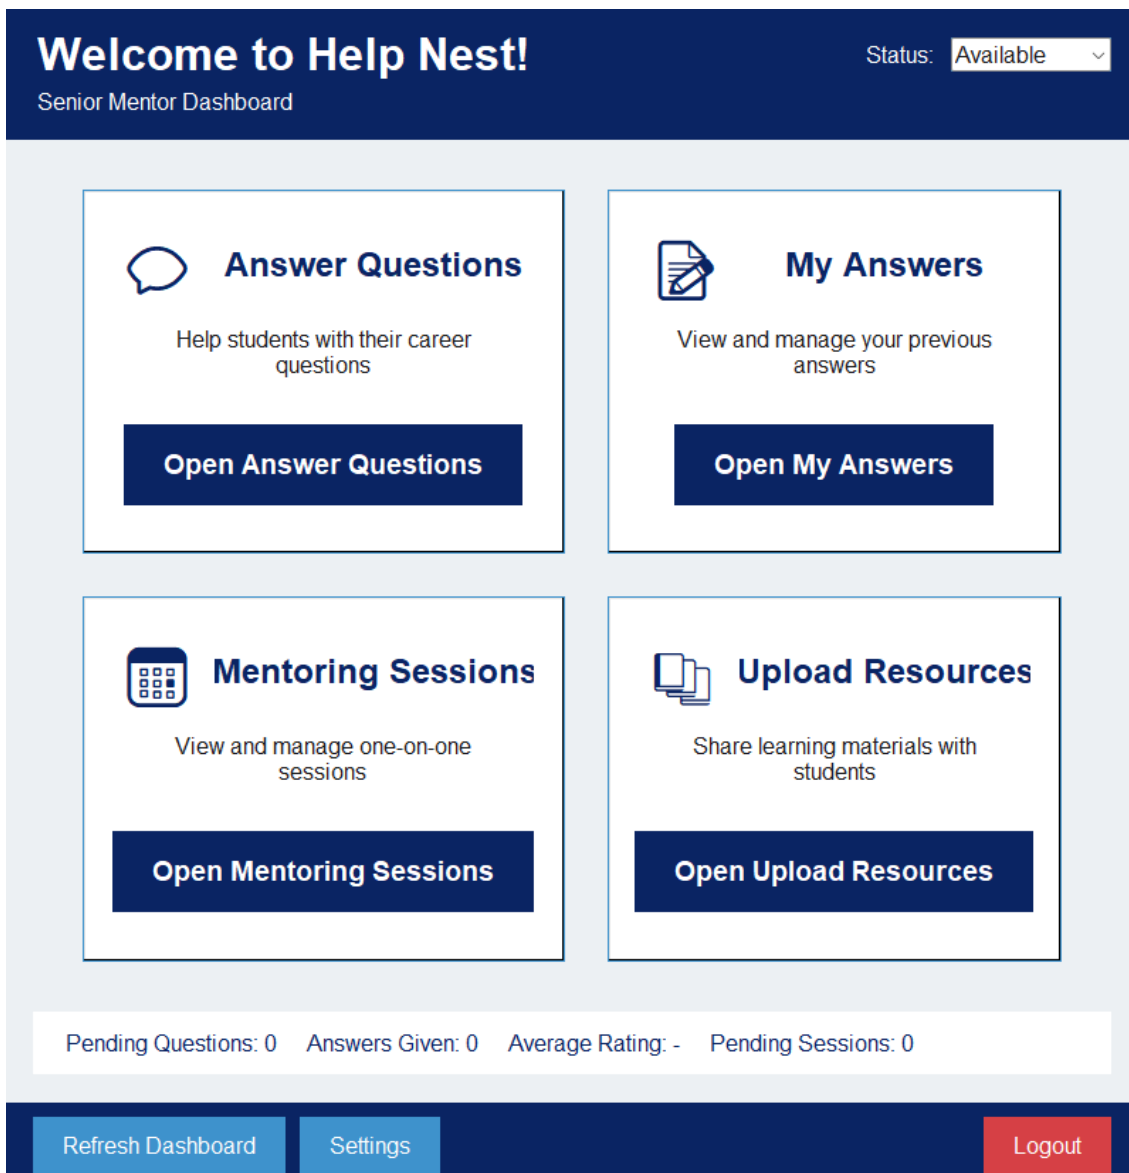 Welcome to Help Nest!
Status: Available
Senior Mentor Dashboard
Answer Questions
Help students with their career
questions
Open Answer Questions
My Answers
View and manage your previous
answers
Open My Answers
Mentoring Sessions
View and manage one-on-one
sessions
Open Mentoring Sessions
Upload Resources
Share learning materials with
students
Open Upload Resources
Pending Questions: 0 Answers Given: 0 Average Rating: - Pending Sessions: 0
Refresh Dashboard Settings Logout